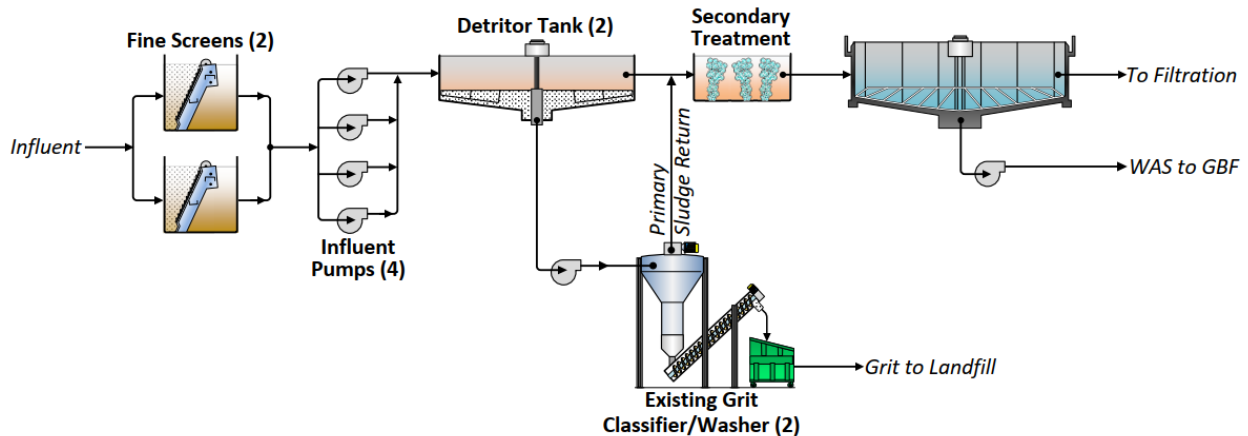 Fine Screens (2)
Influent
Influent
Pumps (4)
Detritor Tank (2)
Secondary
Treatment
To Filtration
WAS to GBF
Primary
Sludge Return
Existing Grit
Classifier/Washer (2)
Grit to Landfill